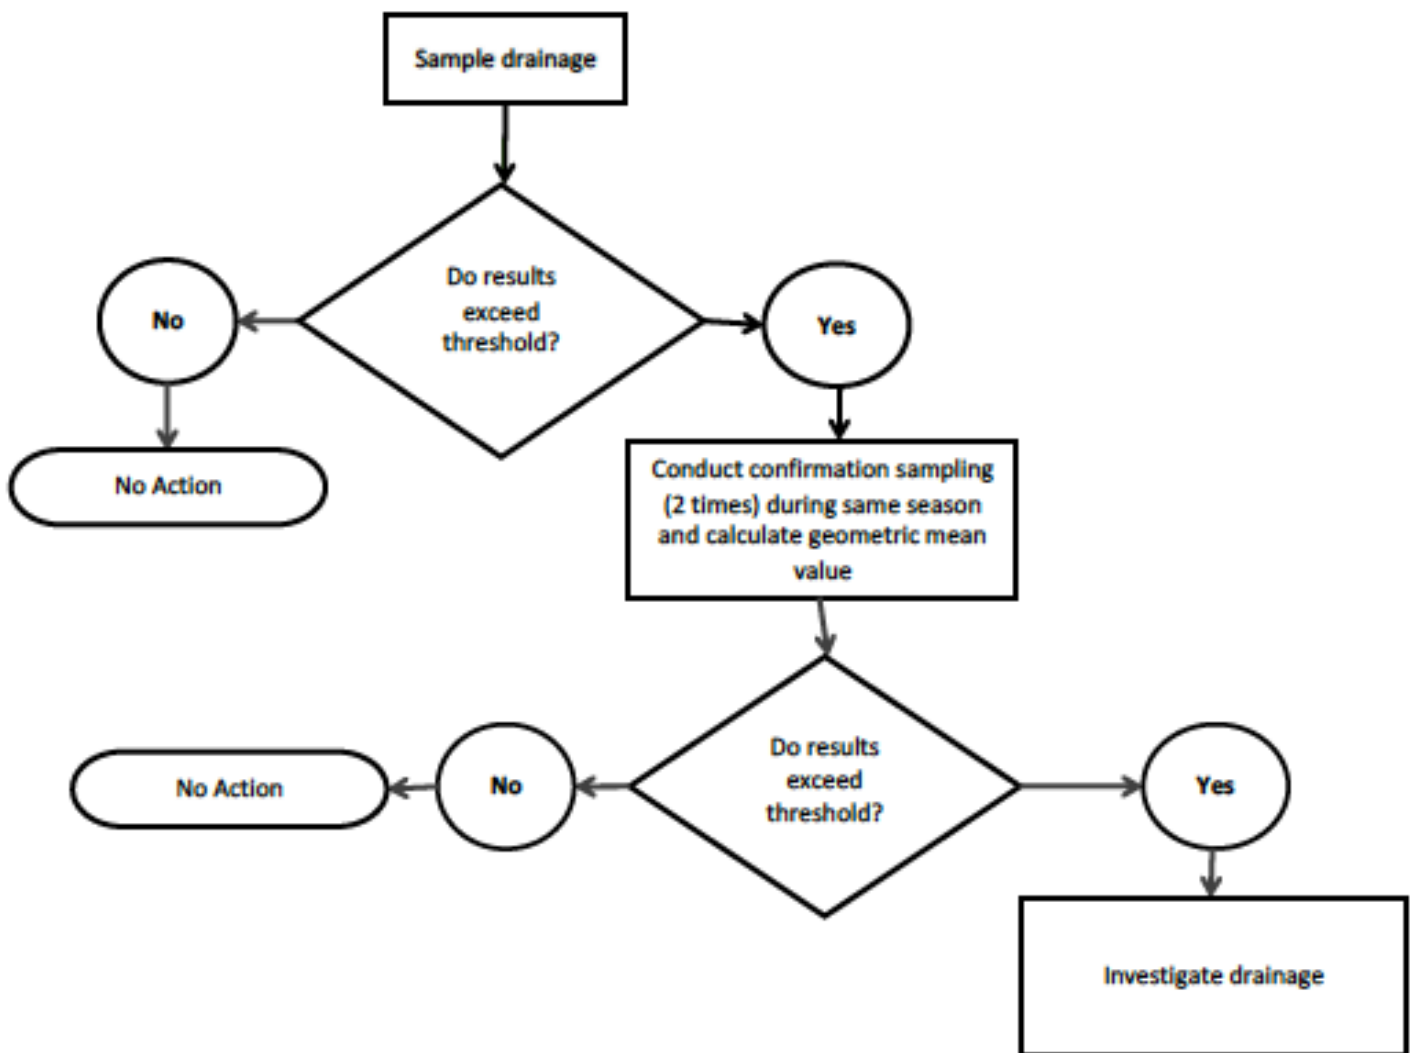 Sample drainage
Do results
exceed
threshold?
No
Yes
No Action
Conduct confirmation sampling
(2 times) during same season
and calculate geometric mean
value
Do results
exceed
threshold?
No Action
No
Yes
Investigate drainage